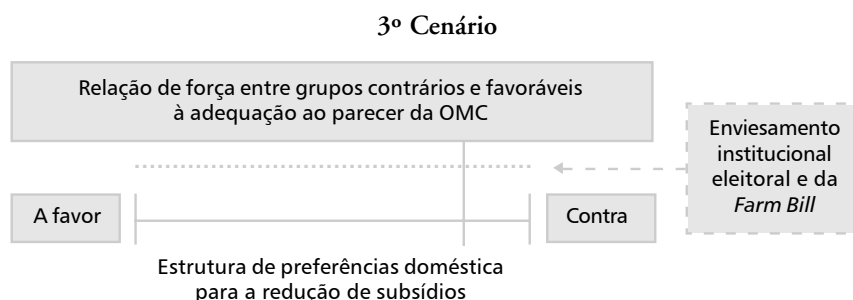 3º Cenário
Relação de força entre grupos contrários e favoráveis
à adequação ao parecer da OMC
Enviesamento
institucional
eleitoral e da
Farm Bill
A favor
Contra
Estrutura de preferências doméstica
para a redução de subsídios